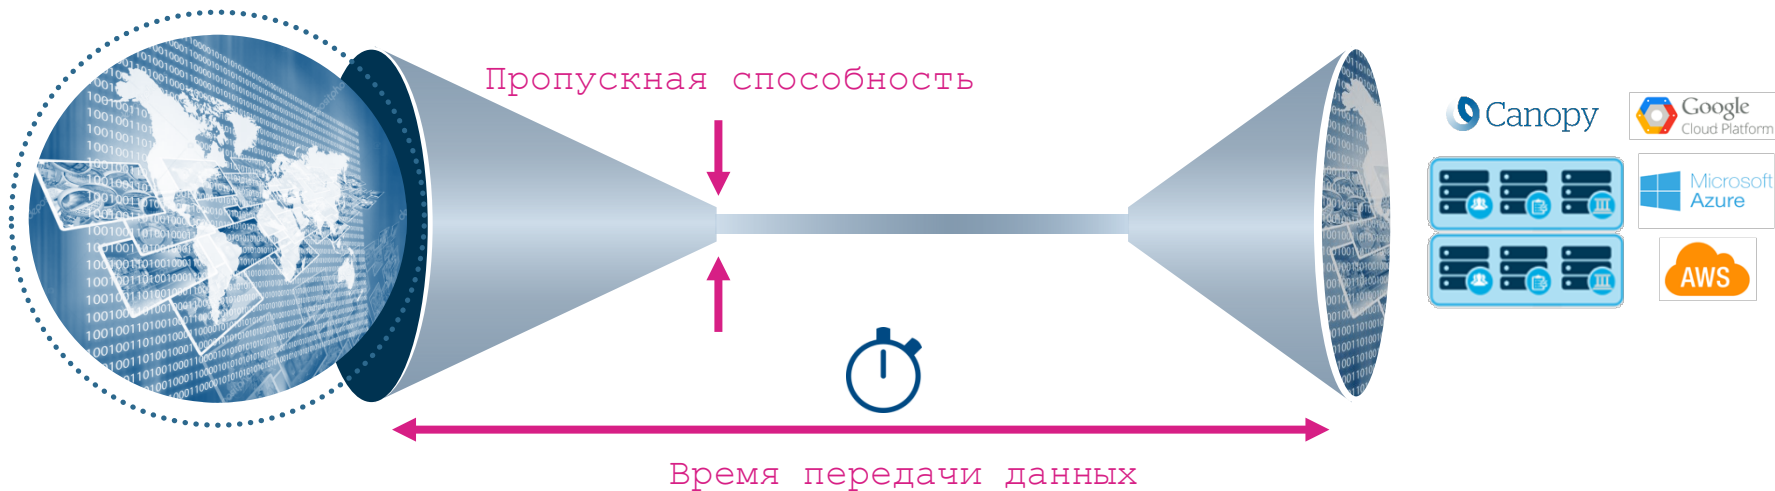 Пропускная способность
Canopy
Google
Cloud Platform
Microsoft
Azure
AWS
Время передачи данных